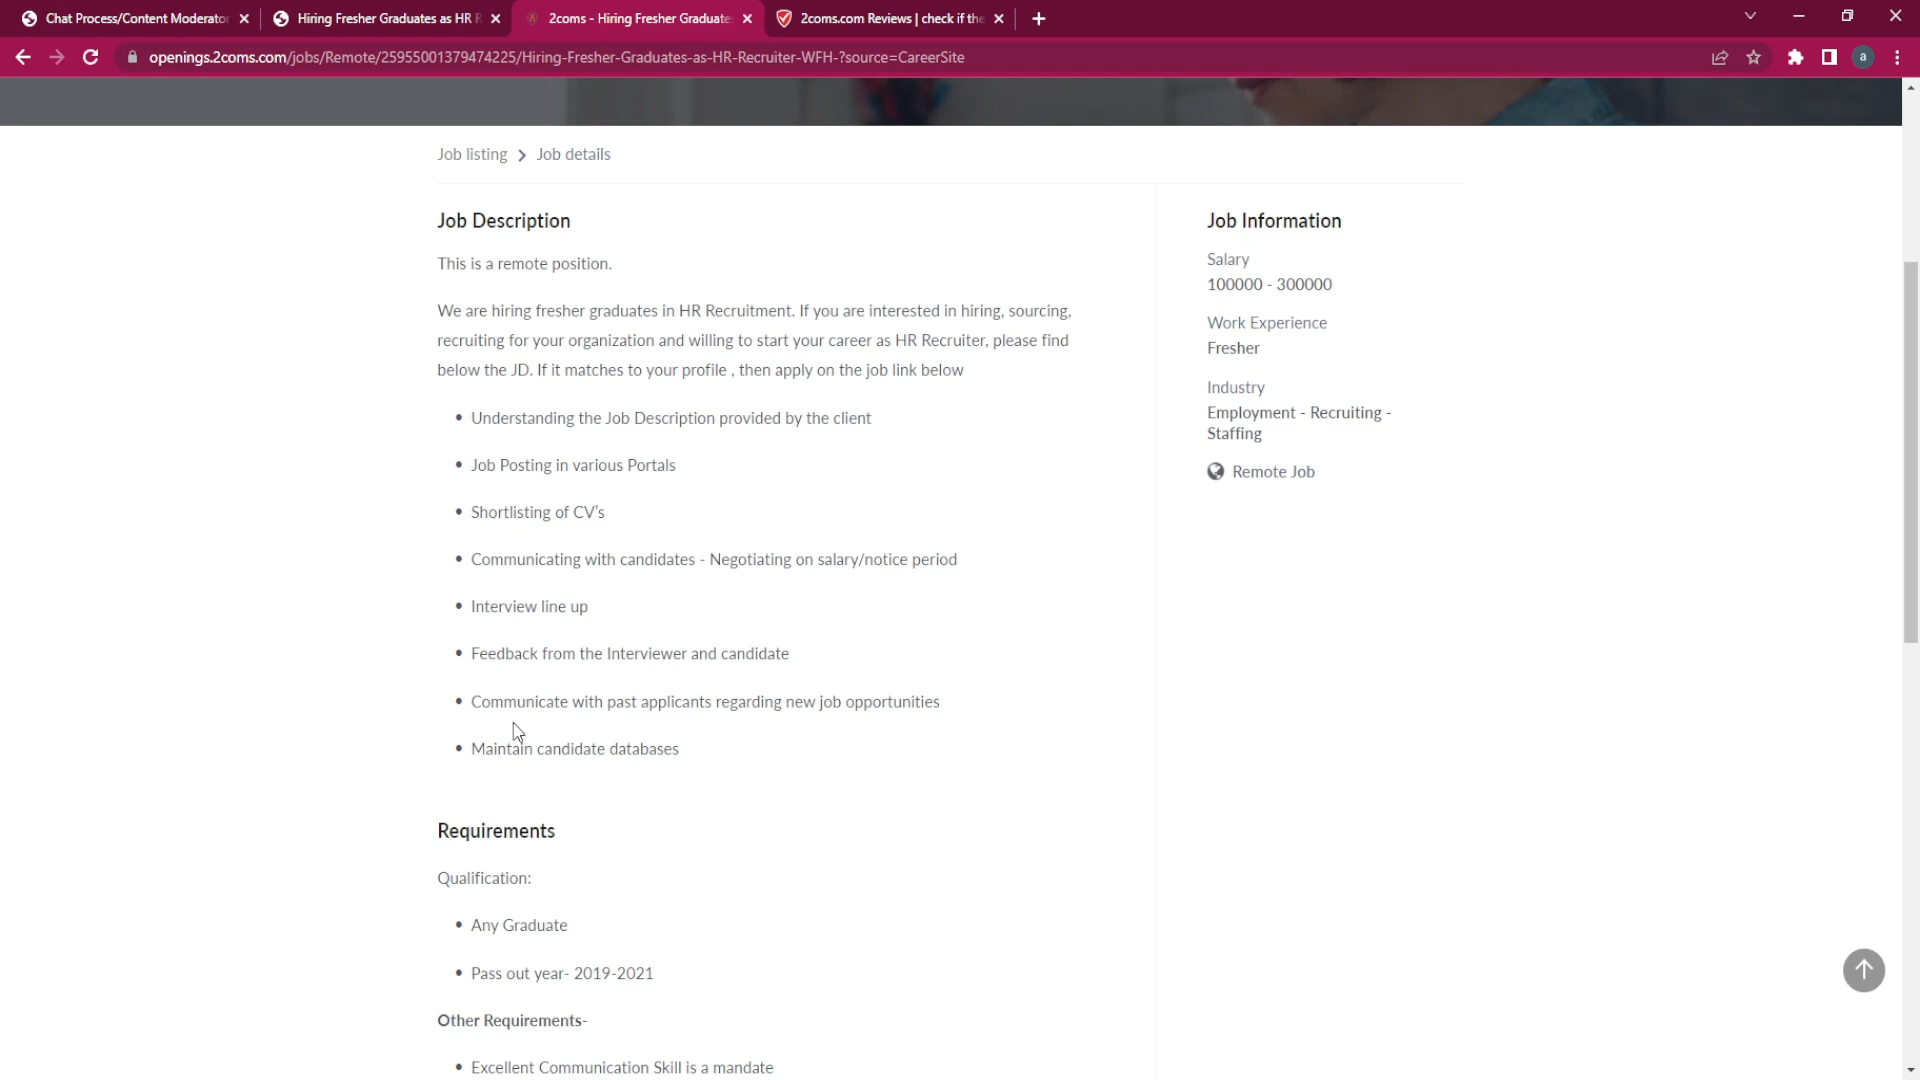 Chat Process/Content Moderator
Hiring Fresher Graduates as HR R
2coms - Hiring Fresher Graduate
2coms.com Reviews | check if the
openings.2coms.com/jobs/Remote/25955001379474225/Hiring-Fresher-Graduates-as-HR-Recruiter-WFH-?source=CareerSite
a
Job listing > Job details
Job Description
This is a remote position.
We are hiring fresher graduates in HR Recruitment. If you are interested in hiring, sourcing,
recruiting for your organization and willing to start your career as HR Recruiter, please find
below the JD. If it matches to your profile , then apply on the job link below
• Understanding the Job Description provided by the client
• Job Posting in various Portals
• Shortlisting of CV's
• Communicating with candidates - Negotiating on salary/notice period
• Interview line up
• Feedback from the Interviewer and candidate
• Communicate with past applicants regarding new job opportunities
• Maintain candidate databases
Requirements
Qualification:
• Any Graduate
• Pass out year- 2019-2021
Other Requirements-
• Excellent Communication Skill is a mandate
Job Information
Salary
100000 - 300000
Work Experience
Fresher
Industry
Employment - Recruiting -
Staffing
Remote Job